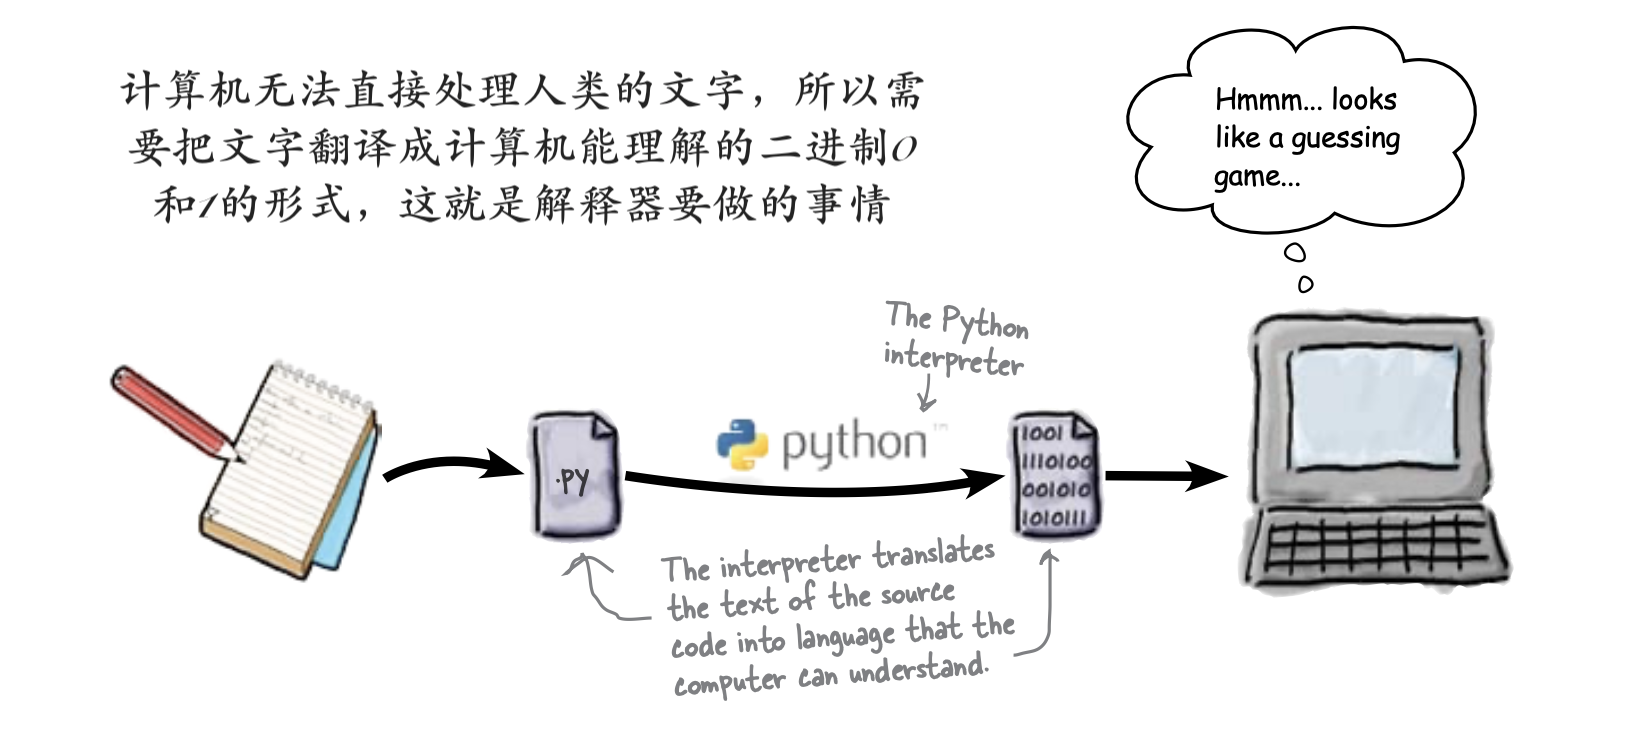 计算机无法直接处理人类的文字，所以需
要把文字翻译成计算机能理解的二进制0
和1的形式，这就是解释器要做的事情
Hmmm... looks
like a guessing
game...
The Python
interpreter
.PY
python™
1001
1110100
001010
1010111
The interpreter translates
the text of the source
code into language that the
computer can understand.